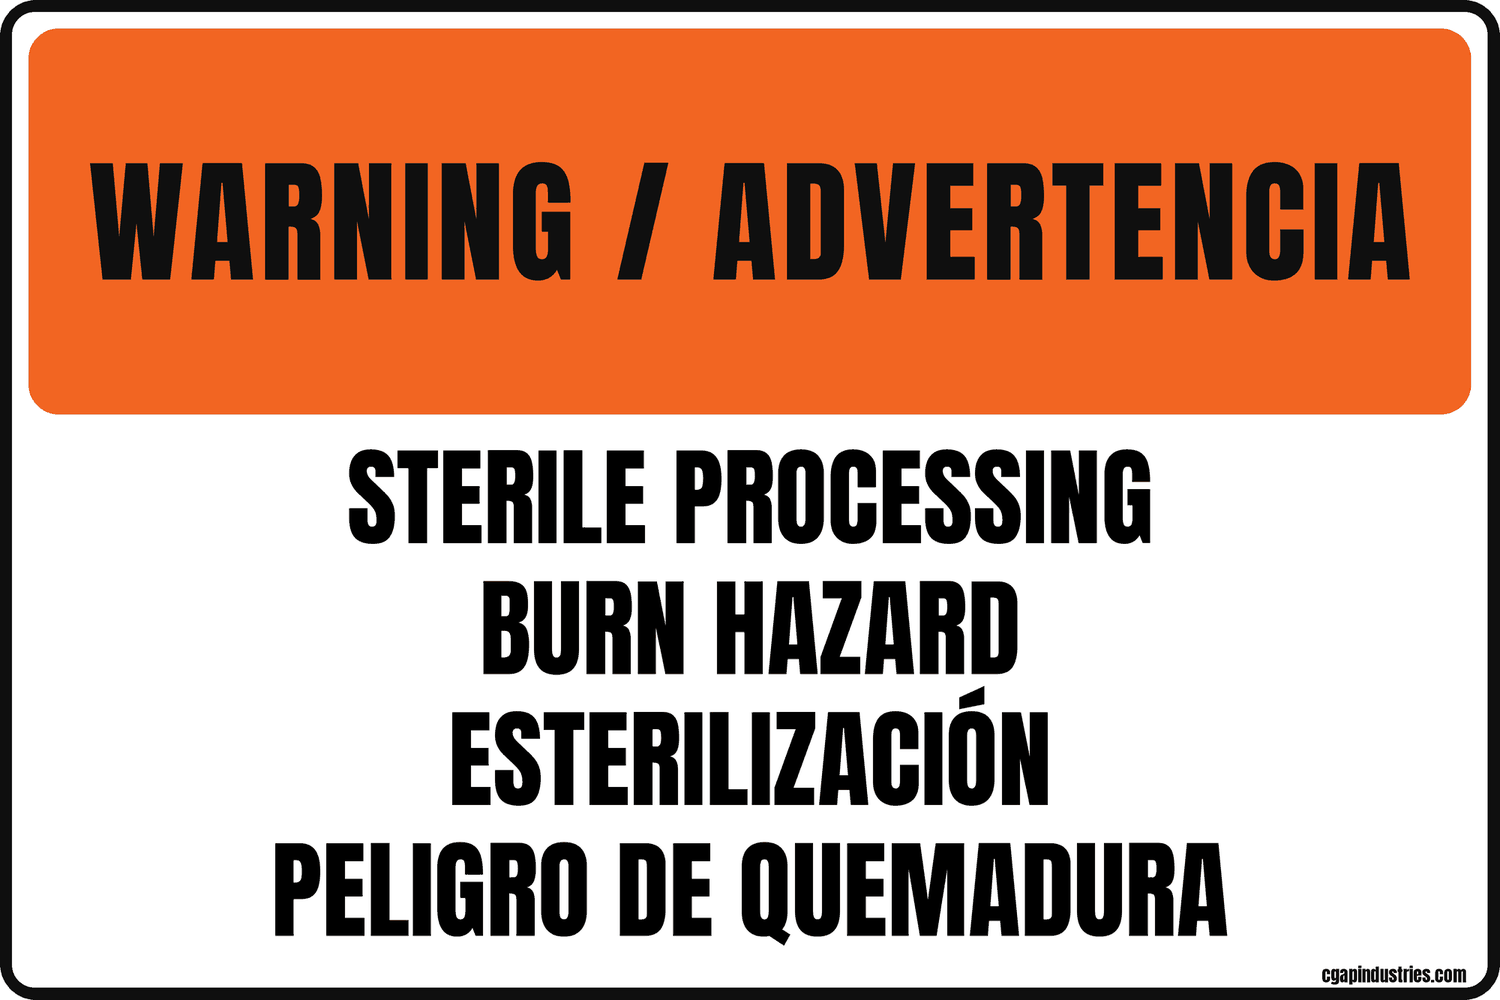 WARNING / ADVERTENCIA
STERILE PROCESSING
BURN HAZARD
ESTERILIZACIÓN
PELIGRO DE QUEMADURA
cgapindustries.com